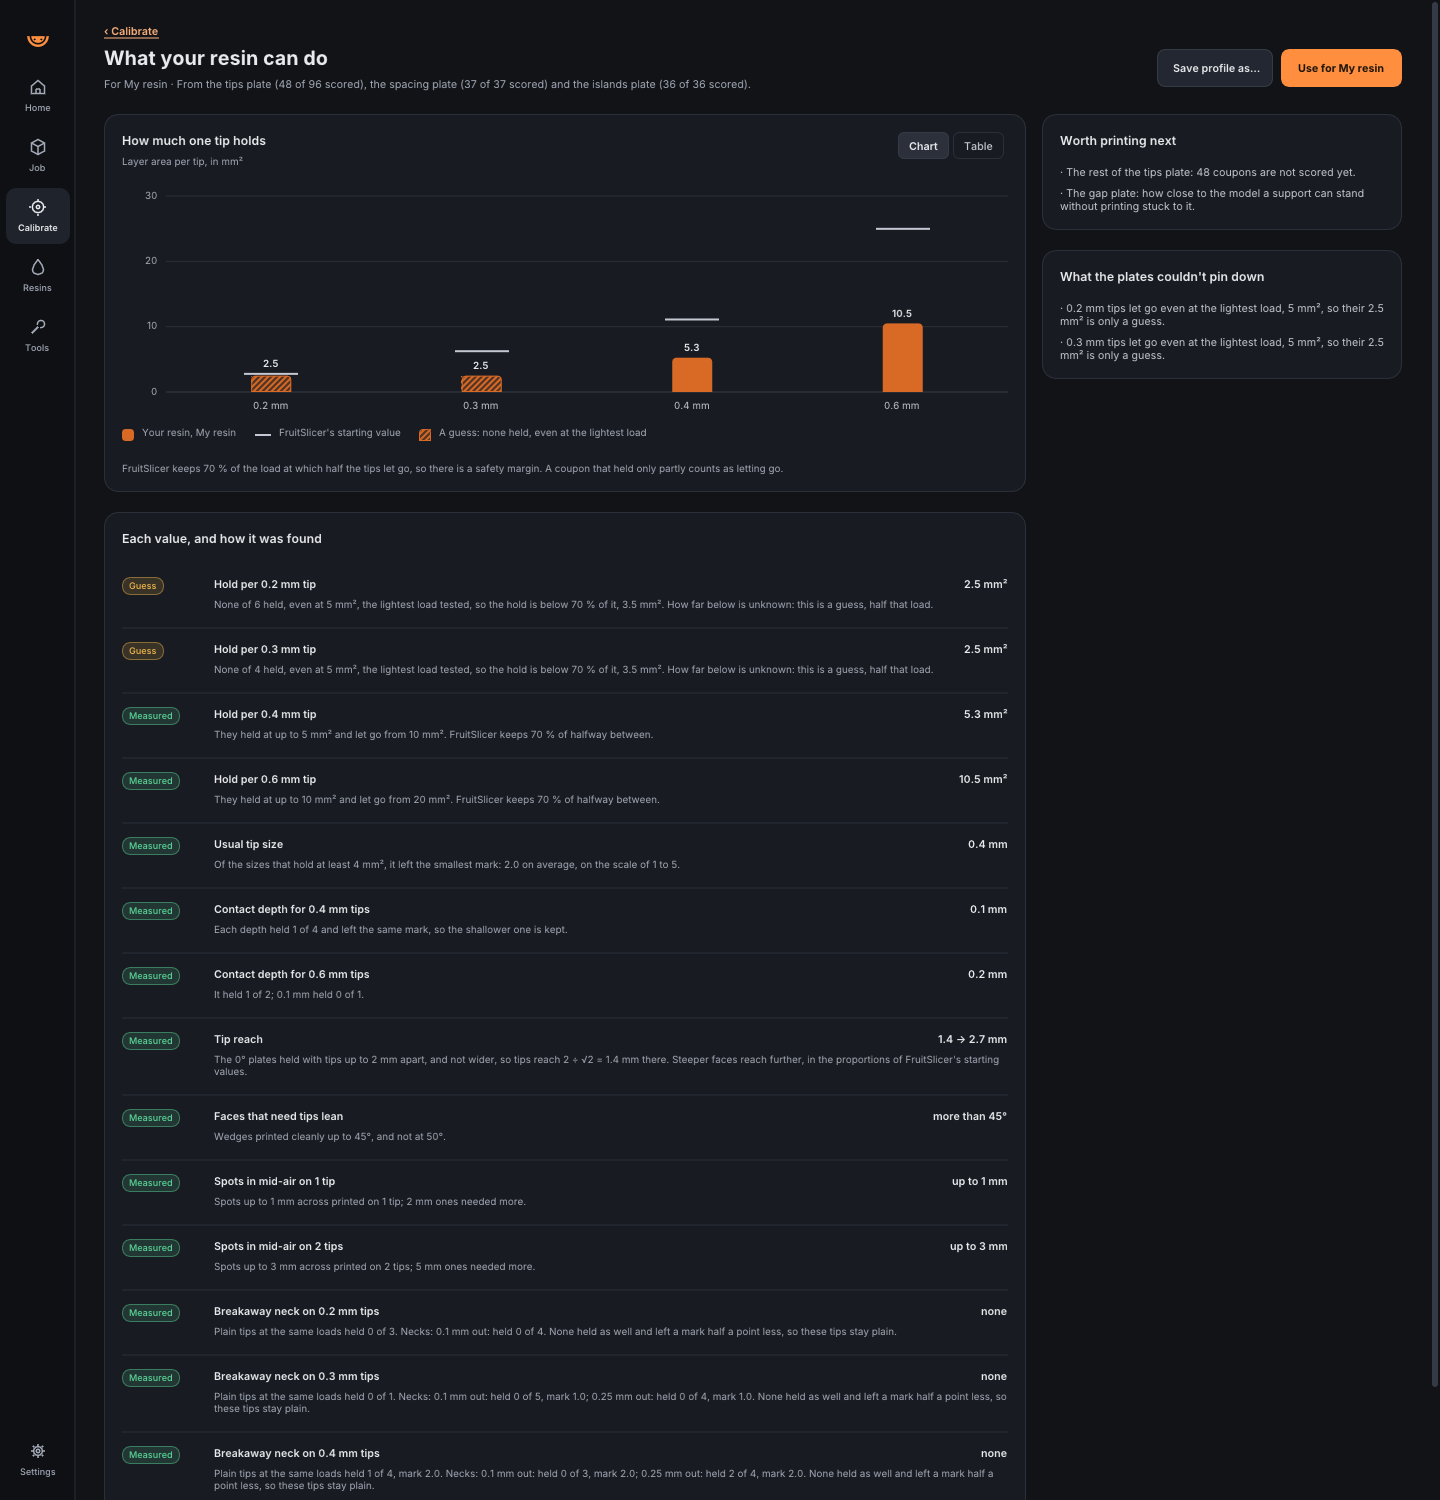 ‹ Calibrate
What your resin can do
For My resin · From the tips plate (48 of 96 scored), the spacing plate (37 of 37 scored) and the islands plate (36 of 36 scored).
Save profile as...
Use for My resin
Home
Job
Calibrate
Resins
Tools
Settings
How much one tip holds
Layer area per tip, in mm²
Chart
Table
30
20
10
0
2.5
2.5
5.3
10.5
0.2 mm
0.3 mm
0.4 mm
0.6 mm
Your resin, My resin
FruitSlicer's starting value
A guess: none held, even at the lightest load
FruitSlicer keeps 70 % of the load at which half the tips let go, so there is a safety margin. A coupon that held only partly counts as letting go.
Worth printing next
· The rest of the tips plate: 48 coupons are not scored yet.
· The gap plate: how close to the model a support can stand
without printing stuck to it.
What the plates couldn't pin down
· 0.2 mm tips let go even at the lightest load, 5 mm², so their 2.5
mm² is only a guess.
· 0.3 mm tips let go even at the lightest load, 5 mm², so their 2.5
mm² is only a guess.
Each value, and how it was found
Guess
Hold per 0.2 mm tip
2.5 mm²
None of 6 held, even at 5 mm², the lightest load tested, so the hold is below 70 % of it, 3.5 mm². How far below is unknown: this is a guess, half that load.
Guess
Hold per 0.3 mm tip
2.5 mm²
None of 4 held, even at 5 mm², the lightest load tested, so the hold is below 70 % of it, 3.5 mm². How far below is unknown: this is a guess, half that load.
Measured
Hold per 0.4 mm tip
5.3 mm²
They held at up to 5 mm² and let go from 10 mm². FruitSlicer keeps 70 % of halfway between.
Measured
Hold per 0.6 mm tip
10.5 mm²
They held at up to 10 mm² and let go from 20 mm². FruitSlicer keeps 70 % of halfway between.
Measured
Usual tip size
0.4 mm
Of the sizes that hold at least 4 mm², it left the smallest mark: 2.0 on average, on the scale of 1 to 5.
Measured
Contact depth for 0.4 mm tips
0.1 mm
Each depth held 1 of 4 and left the same mark, so the shallower one is kept.
Measured
Contact depth for 0.6 mm tips
0.2 mm
It held 1 of 2; 0.1 mm held 0 of 1.
Measured
Tip reach
1.4 → 2.7 mm
The 0° plates held with tips up to 2 mm apart, and not wider, so tips reach 2 ÷ √2 = 1.4 mm there. Steeper faces reach further, in the proportions of FruitSlicer's starting
values.
Measured
Faces that need tips lean
more than 45°
Wedges printed cleanly up to 45°, and not at 50°.
Measured
Spots in mid-air on 1 tip
up to 1 mm
Spots up to 1 mm across printed on 1 tip; 2 mm ones needed more.
Measured
Spots in mid-air on 2 tips
up to 3 mm
Spots up to 3 mm across printed on 2 tips; 5 mm ones needed more.
Measured
Breakaway neck on 0.2 mm tips
none
Plain tips at the same loads held 0 of 3. Necks: 0.1 mm out: held 0 of 4. None held as well and left a mark half a point less, so these tips stay plain.
Measured
Breakaway neck on 0.3 mm tips
none
Plain tips at the same loads held 0 of 1. Necks: 0.1 mm out: held 0 of 5, mark 1.0; 0.25 mm out: held 0 of 4, mark 1.0. None held as well and left a mark half a point less, so
these tips stay plain.
Measured
Breakaway neck on 0.4 mm tips
none
Plain tips at the same loads held 1 of 4, mark 2.0. Necks: 0.1 mm out: held 0 of 3, mark 2.0; 0.25 mm out: held 2 of 4, mark 2.0. None held as well and left a mark half a
point less, so these tips stay plain.